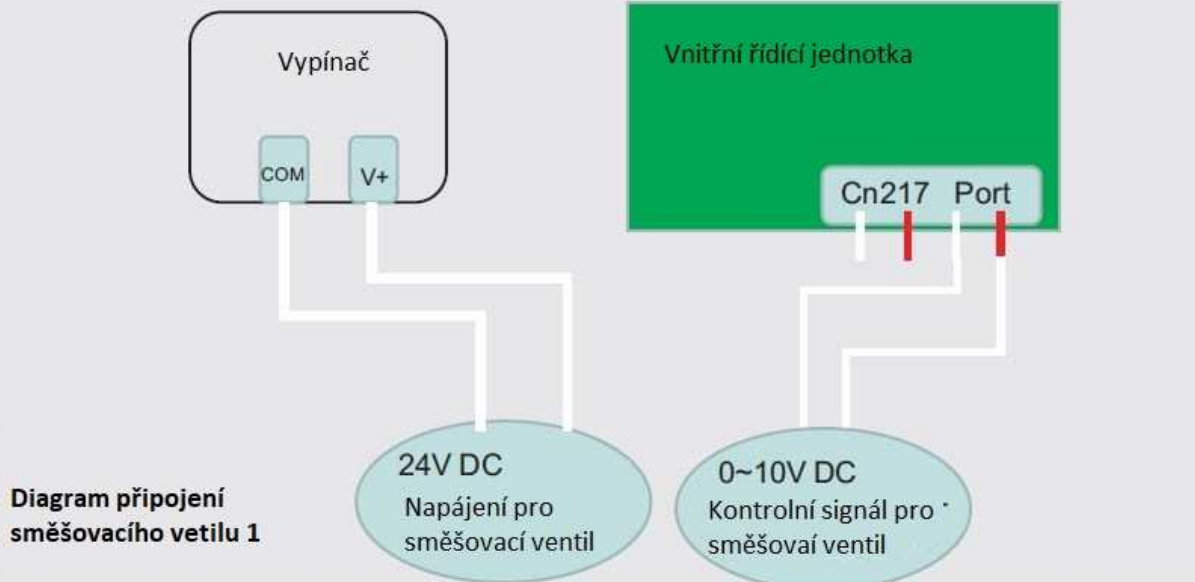 Vypínač
COM
V+
Vnitřní řídící jednotka
Cn217 Port
24V DC
Napájení pro
směšovací ventil
0~10V DC
Kontrolní signál pro
směšovaí ventil
Diagram připojení
směšovacího vetilu 1